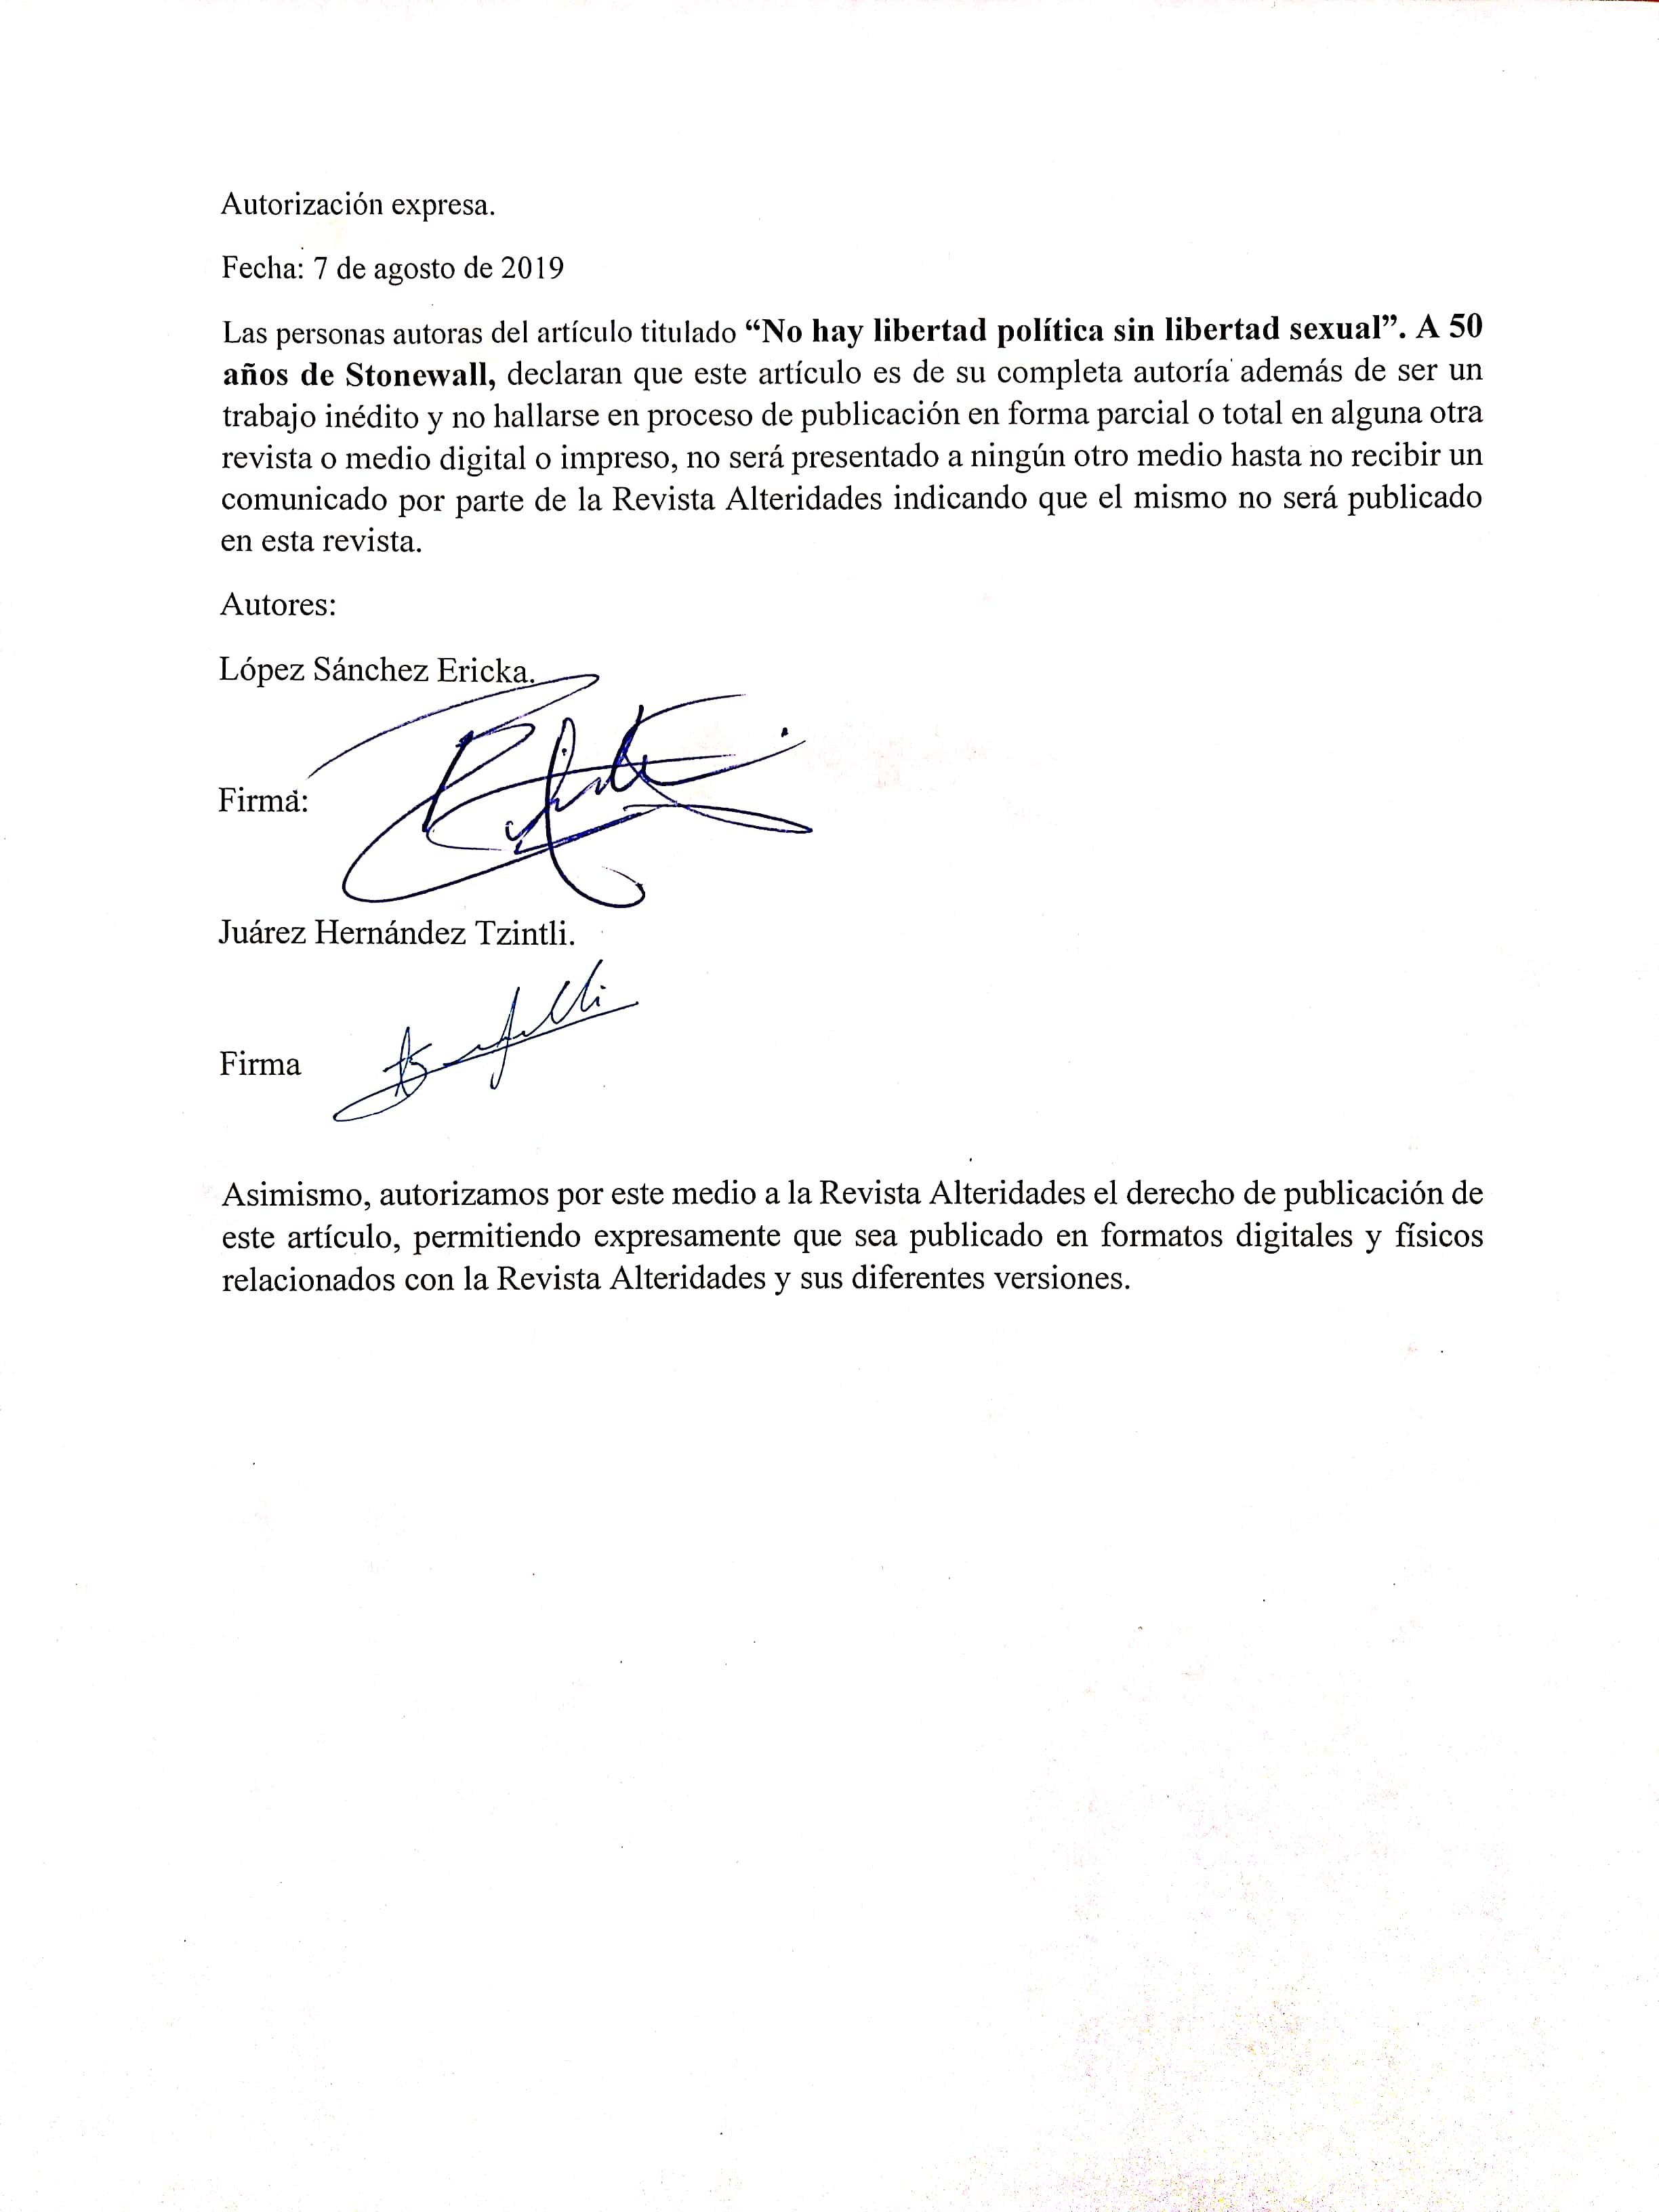 Autorización expresa.
Fecha: 7 de agosto de 2019
Las personas autoras del artículo titulado “No hay libertad política sin libertad sexual”. A 50
años de Stonewall, declaran que este artículo es de su completa autoría además de ser un
trabajo inédito y no hallarse en proceso de publicación en forma parcial o total en alguna otra
revista o medio digital o impreso, no será presentado a ningún otro medio hasta no recibir un
comunicado por parte de la Revista Alteridades indicando que el mismo no será publicado
en esta revista.
Autores:
López Sánchez Ericka.
Firma:
Juárez Hernández Tzintli.
Firma
Asimismo, autorizamos por este medio a la Revista Alteridades el derecho de publicación de
este artículo, permitiendo expresamente que sea publicado en formatos digitales y físicos
relacionados con la Revista Alteridades y sus diferentes versiones.